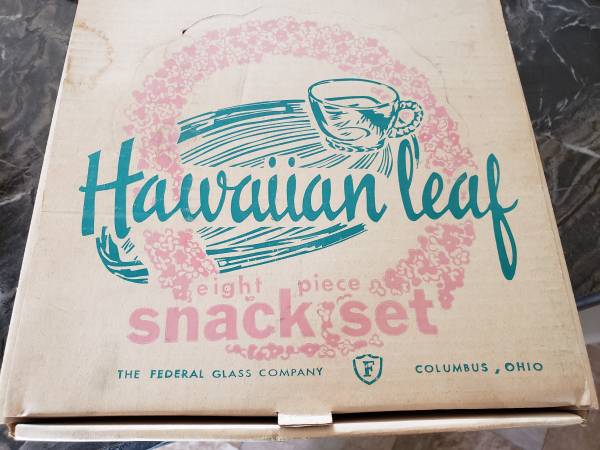 Hawaiian leaf
eight piece
snack set
THE FEDERAL GLASS COMPANY F COLUMBUS, OHIO